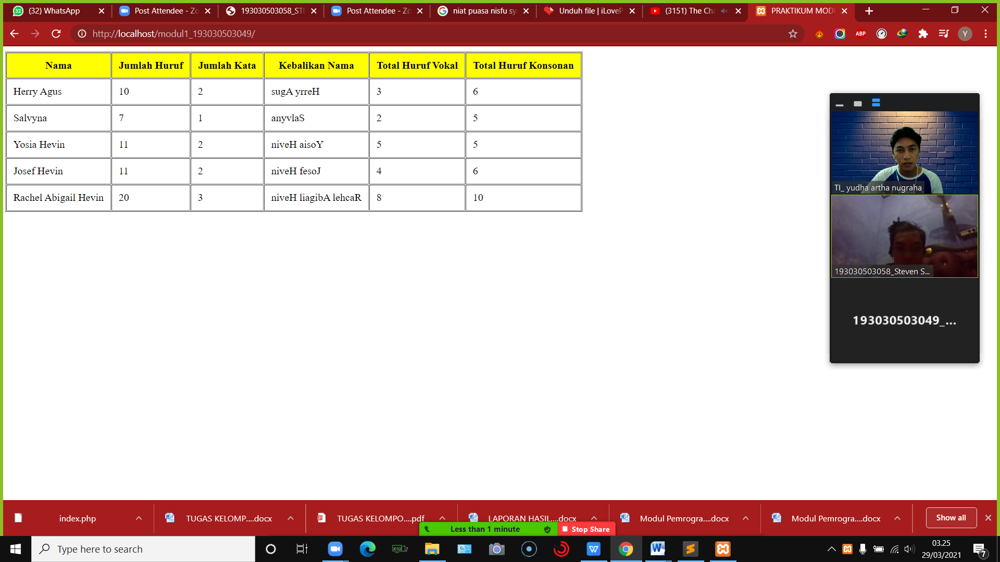 (32) WhatsApp
Post Attendee - Zo
193030503058_STE
Post Attendee - Zo
niat puasa nisfu sy
Unduh file | iLoveP
(3151) The Cha
PRAKTIKUM MODU
http://localhost/modul1_193030503049/
ABP
Y
Nama Jumlah Huruf Jumlah Kata Kebalikan Nama Total Huruf Vokal Total Huruf Konsonan
Herry Agus 10 2 sugA yrreH 3 6
Salvyna 7 1 anyvlaS 2 5
Yosia Hevin 11 2 niveH aisoY 5 5
Josef Hevin 11 2 niveH fesoJ 4 6
Rachel Abigail Hevin 20 3 niveH liagibA lehcaR 8 10
TI_ yudha artha nugraha
193030503058_Steven S...
193030503049_...
index.php
TUGAS KELOMP....docx
TUGAS KELOMPO....pdf
LAPORAN HASIL....docx
Modul Pemrogra....docx
Modul Pemrogra....docx
Show all
Less than 1 minute
Stop Share
Type here to search
03.25
29/03/2021
7